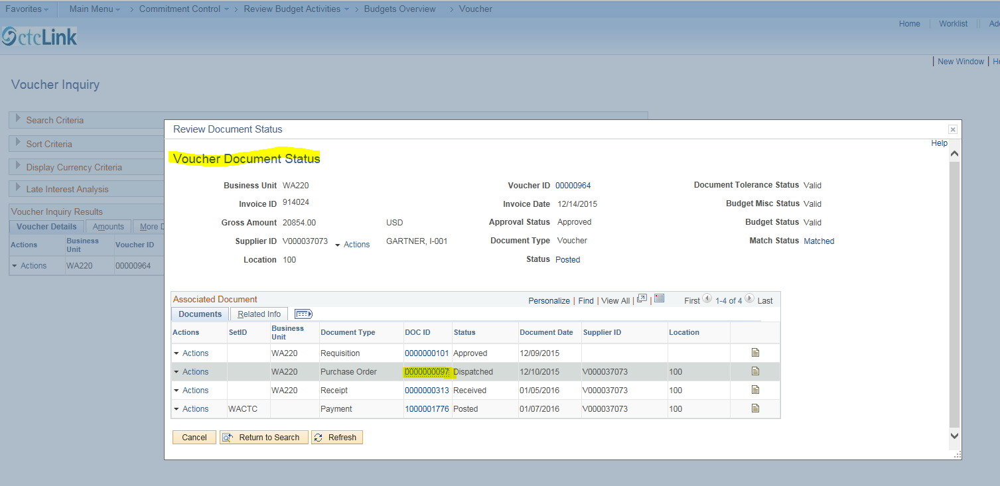 Favorites Main Menu > Commitment Control > Review Budget Activities > Budgets Overview > Voucher
ctcLink
Home Worklist
New Window
Voucher Inquiry
Search Criteria
Sort Criteria
Display Currency Criteria
Late Interest Analysis
Voucher Inquiry Results
Voucher Details Amounts More
Actions Business Unit Voucher ID
Actions WA220 00000964
Review Document Status
Help
Voucher Document Status
Business Unit WA220 Voucher ID 00000964 Document Tolerance Status Valid
Invoice ID 914024 Invoice Date 12/14/2015 Budget Misc Status Valid
Gross Amount 20854.00 USD Approval Status Approved Budget Status Valid
Supplier ID V000037073 Actions GARTNER, I-001 Document Type Voucher Match Status Matched
Location 100 Status Posted
Associated Document Personalize | Find | View All | | First 1-4 of 4 Last
Documents Related Info
Actions SetID Business Unit Document Type DOC ID Status Document Date Supplier ID Location
Actions WA220 Requisition 0000000101 Approved 12/09/2015
Actions WA220 Purchase Order 0000000097 Dispatched 12/10/2015 V000037073 100
Actions WA220 Receipt 0000000313 Received 01/05/2016 V000037073 100
Actions WACTC Payment 1000001776 Posted 01/07/2016 V000037073 100
Cancel Return to Search Refresh